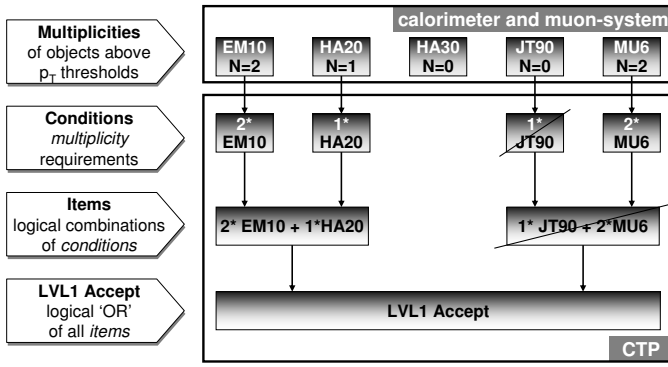 calorimeter and muon-system
Multiplicities
of objects above
pT thresholds
EM10 HA20 HA30 JT90 MU6
N=2 N=1 N=0 N=0 N=2
Conditions
multiplicity
requirements
2* 1* 1* 2*
EM10 HA20 JT90 MU6
Items
logical combinations
of conditions
2* EM10 + 1*HA20 1* JT90 + 2*MU6
LVL1 Accept
logical ‘OR’
of all items
LVL1 Accept
CTP